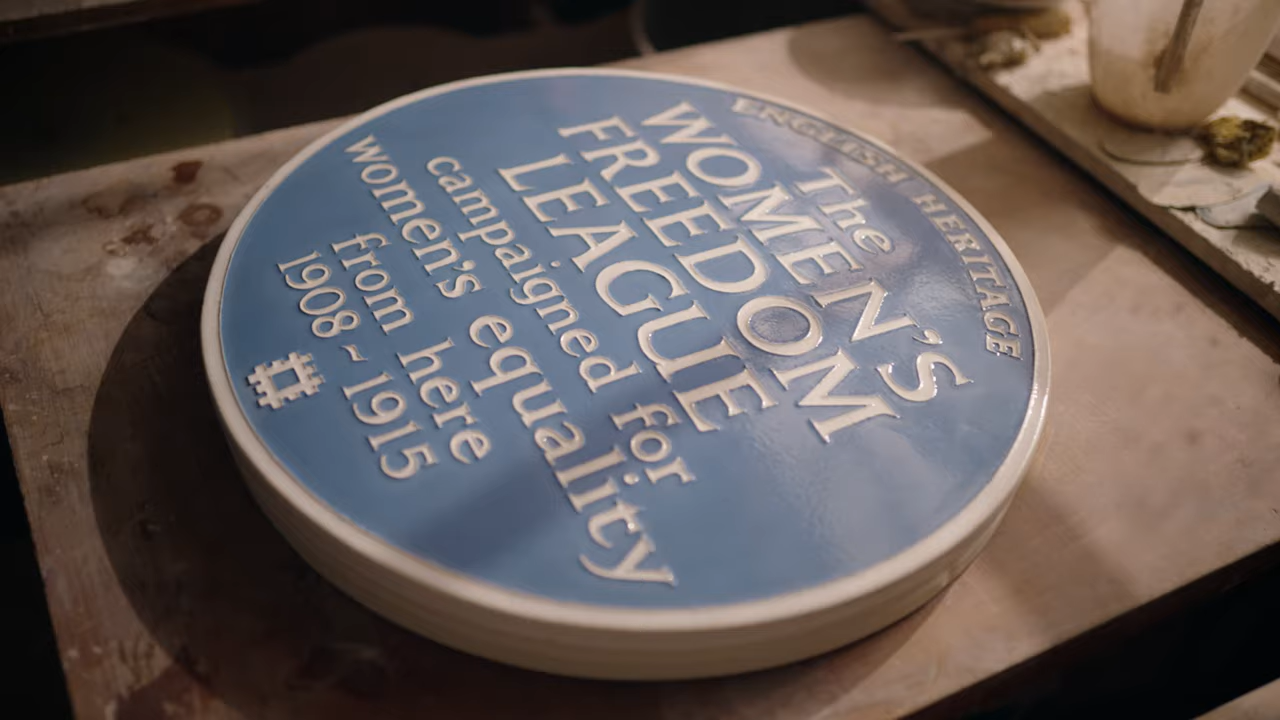 ENGLISH HERITAGE
The
WOMEN'S
FREEDOM
LEAGUE
campaigned for
women's equality
from here
1908~1915